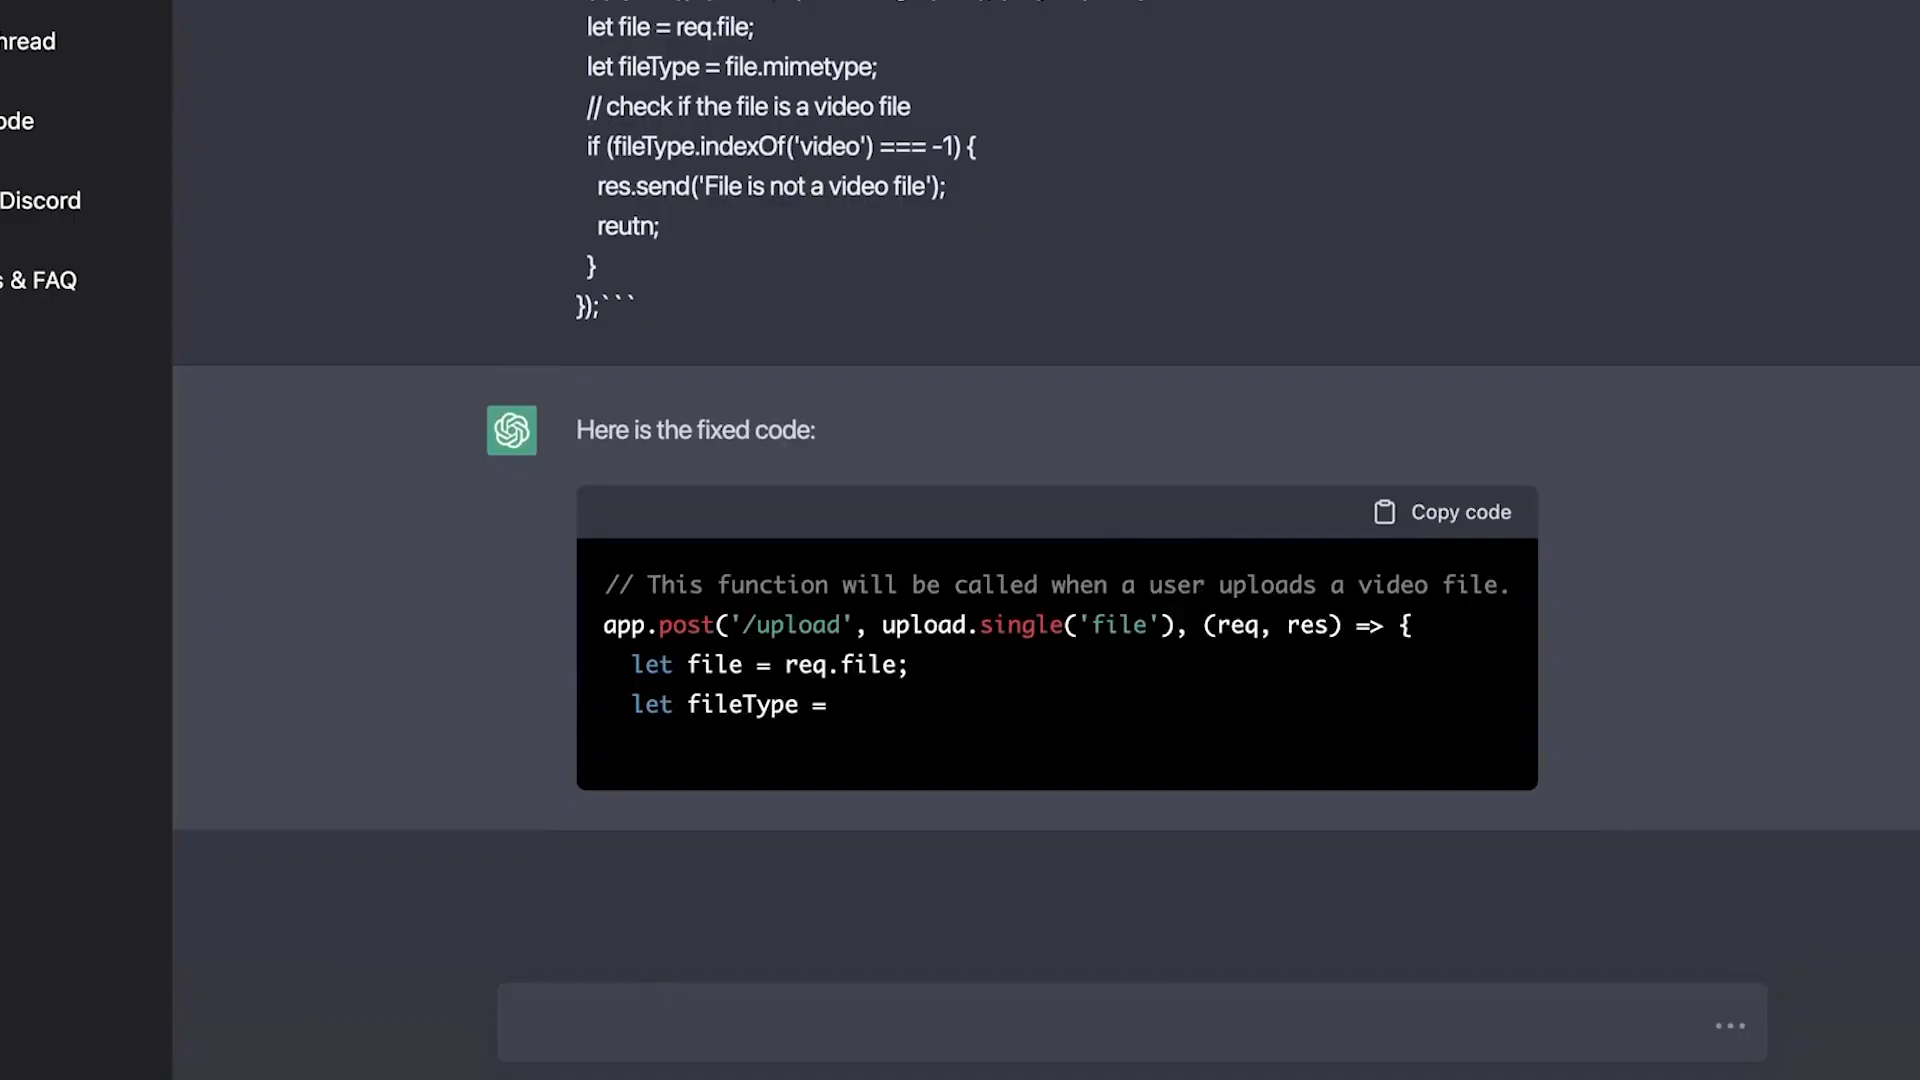 let file = req.file;
let fileType = file.mimetype;
// check if the file is a video file
if (fileType.indexOf('video') === -1) {
res.send('File is not a video file');
reutn;
}
});```
Discord
& FAQ
Here is the fixed code:
Copy code
// This function will be called when a user uploads a video file.
app.post('/upload', upload.single('file'), (req, res) => {
let file = req.file;
let fileType =